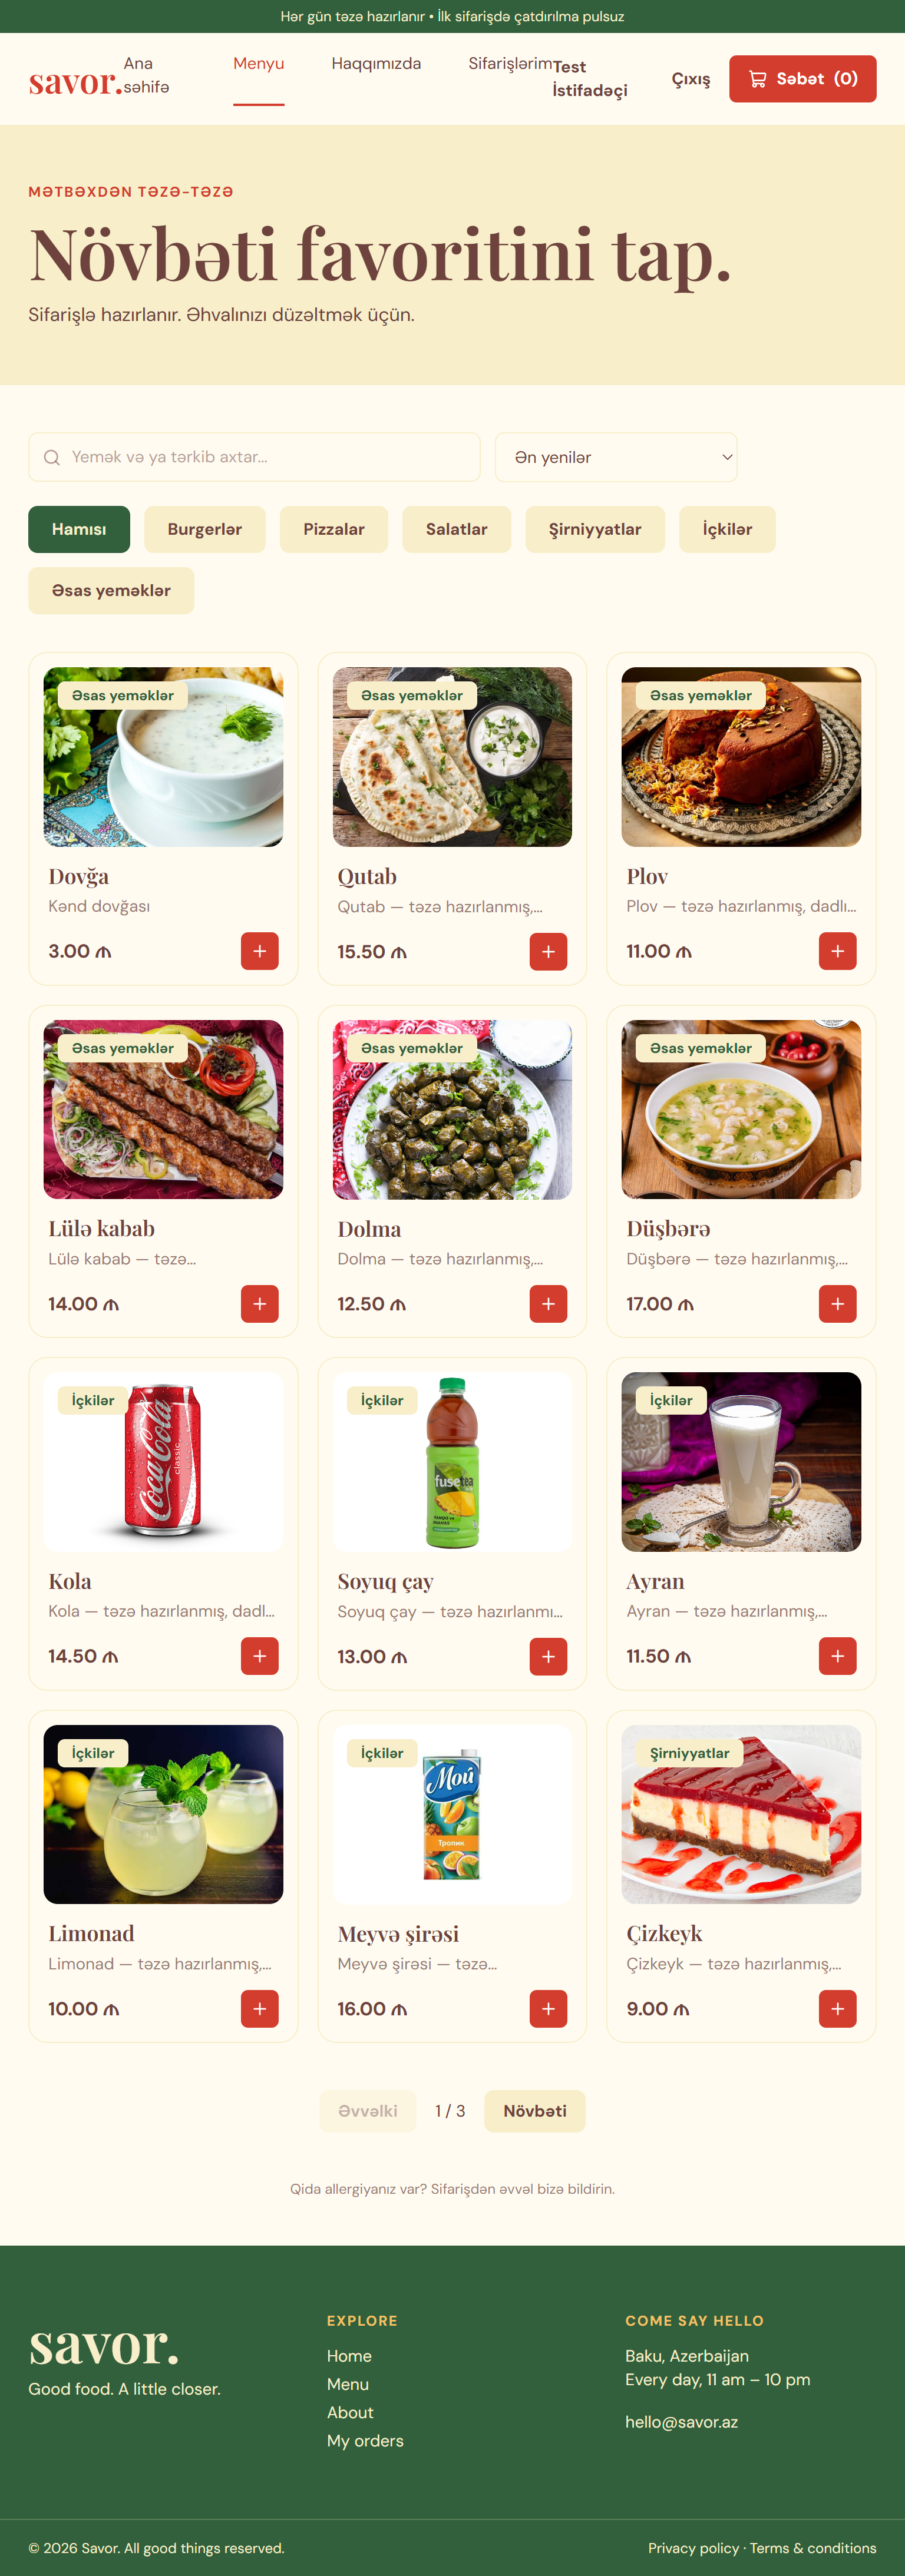 Hər gün təzə hazırlanır • İlk sifarişdə çatdırılma pulsuz
savor.
Ana səhifə
Menyu
Haqqımızda
Sifarişlərim
Test İstifadəçi
Çıxış
Səbət (0)
MƏTBƏXDƏN TƏZƏ-TƏZƏ
Növbəti favoritini tap.
Sifarişlə hazırlanır. Əhvalınızı düzəltmək üçün.
Yemək və ya tərkib axtar...
Ən yenilər
Hamısı
Burgerlər
Pizzalar
Salatlar
Şirniyyatlar
İçkilər
Əsas yeməklər
Əsas yeməklər
Dovğa
Kənd dovğası
3.00 ₼
Əsas yeməklər
Qutab
Qutab — təzə hazırlanmış,...
15.50 ₼
Əsas yeməklər
Plov
Plov — təzə hazırlanmış, dadlı...
11.00 ₼
Əsas yeməklər
Lülə kabab
Lülə kabab — təzə...
14.00 ₼
Əsas yeməklər
Dolma
Dolma — təzə hazırlanmış,...
12.50 ₼
Əsas yeməklər
Düşbərə
Düşbərə — təzə hazırlanmış,...
17.00 ₼
İçkilər
Coca-Cola
classic
Kola
Kola — təzə hazırlanmış, dadl...
14.50 ₼
İçkilər
fusetea
Soyuq çay
Soyuq çay — təzə hazırlanmı...
13.00 ₼
İçkilər
Ayran
Ayran — təzə hazırlanmış,...
11.50 ₼
İçkilər
Limonad
Limonad — təzə hazırlanmış,...
10.00 ₼
İçkilər
Моя
Тропик
Meyvə şirəsi
Meyvə şirəsi — təzə...
16.00 ₼
Şirniyyatlar
Çizkeyk
Çizkeyk — təzə hazırlanmış,...
9.00 ₼
Əvvəlki
1 / 3
Növbəti
Qida allergiyanız var? Sifarişdən əvvəl bizə bildirin.
savor.
Good food. A little closer.
EXPLORE
Home
Menu
About
My orders
COME SAY HELLO
Baku, Azerbaijan
Every day, 11 am – 10 pm
hello@savor.az
© 2026 Savor. All good things reserved.
Privacy policy · Terms & conditions